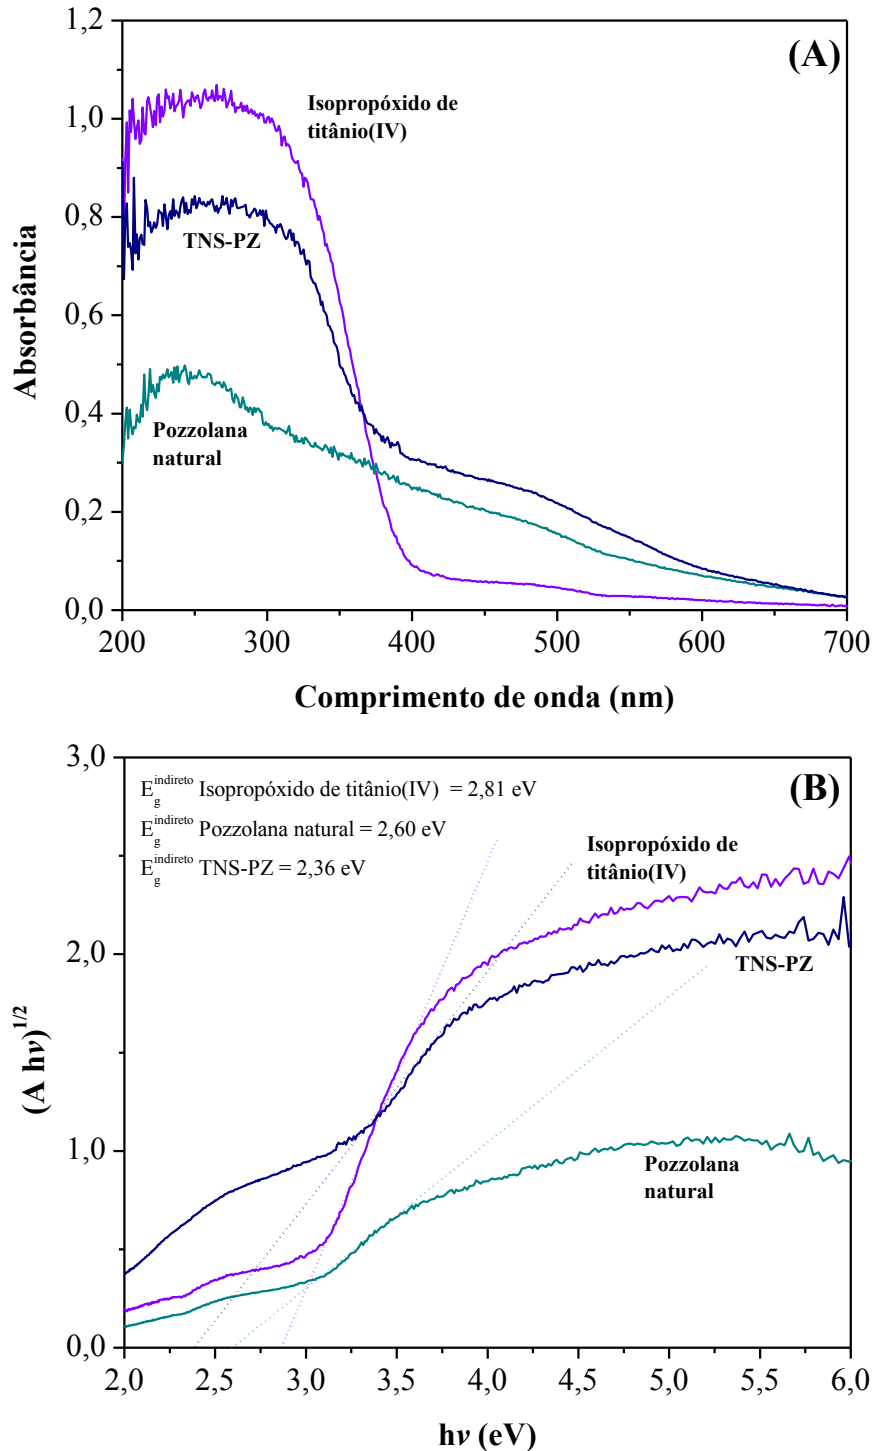 (A)
1,2
1,0
0,8
0,6
0,4
0,2
0,0
Absorbância
Isopropóxido de
titânio(IV)
TNS-PZ
Pozzolana
natural
200 300 400 500 600 700
Comprimento de onda (nm)
(B)
3,0
2,0
1,0
0,0
(A hν)^1/2
E_g^indireto Isopropóxido de titânio(IV) = 2,81 eV
E_g^indireto Pozzolana natural = 2,60 eV
E_g^indireto TNS-PZ = 2,36 eV
Isopropóxido de
titânio(IV)
TNS-PZ
Pozzolana
natural
2,0 2,5 3,0 3,5 4,0 4,5 5,0 5,5 6,0
hν (eV)